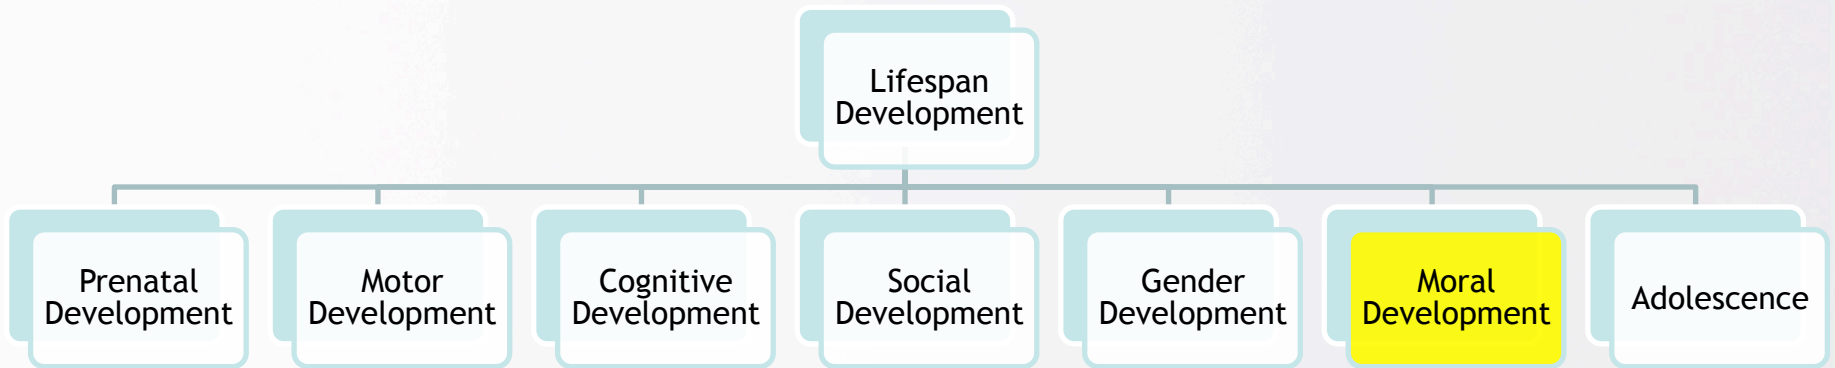 Lifespan
Development
Prenatal
Development
Motor
Development
Cognitive
Development
Social
Development
Gender
Development
Moral
Development
Adolescence